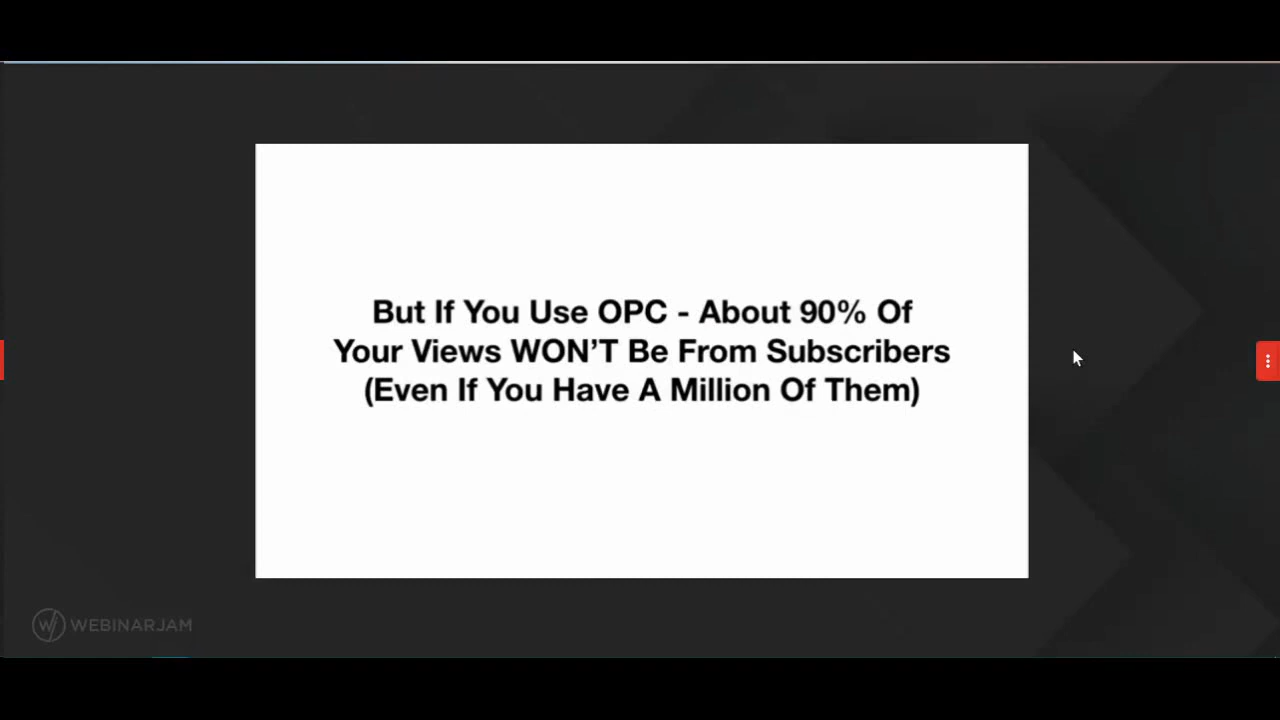 But If You Use OPC - About 90% Of
Your Views WON'T Be From Subscribers
(Even If You Have A Million Of Them)
WEBINARJAM